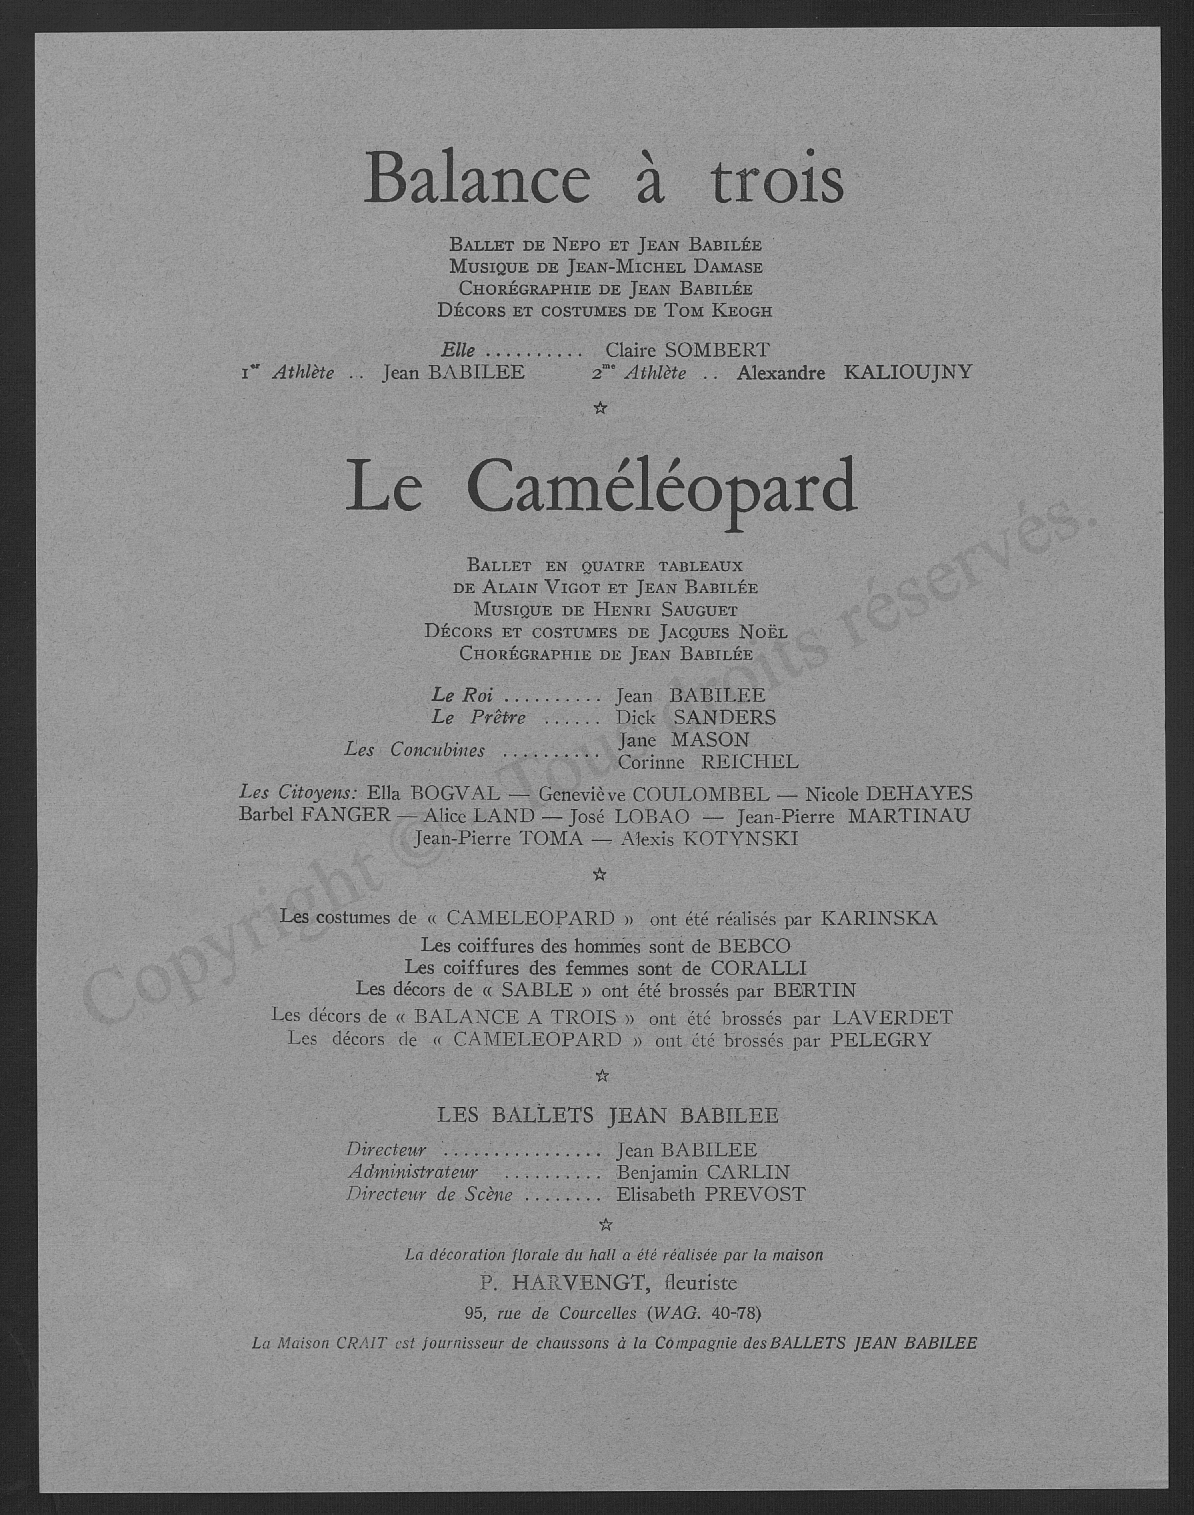 Balance à trois
BALLET DE NEPO ET JEAN BABILÉE
MUSIQUE DE JEAN-MICHEL DAMASE
CHORÉGRAPHIE DE JEAN BABILÉE
DÉCORS ET COSTUMES DE TOM KEOGH
Elle .......... Claire SOMBERT
1er Athlète .. Jean BABILEE 2me Athlète .. Alexandre KALIOUJNY
Le Caméléopard
BALLET EN QUATRE TABLEAUX
DE ALAIN VIGOT ET JEAN BABILÉE
MUSIQUE DE HENRI SAUGUET
DÉCORS ET COSTUMES DE JACQUES NOËL
CHORÉGRAPHIE DE JEAN BABILÉE
Le Roi .......... Jean BABILEE
Le Prêtre ...... Dick SANDERS
Les Concubines .......... Jane MASON
Corinne REICHEL
Les Citoyens: Ella BOGVAL — Geneviève COULOMBEL — Nicole DEHAYES
Barbel FANGER — Alice LAND — José LOBAO — Jean-Pierre MARTINAU
Jean-Pierre TOMA — Alexis KOTYNSKI
Les costumes de « CAMELEOPARD » ont été réalisés par KARINSKA
Les coiffures des hommes sont de BEBCO
Les coiffures des femmes sont de CORALLI
Les décors de « SABLE » ont été brossés par BERTIN
Les décors de « BALANCE A TROIS » ont été brossés par LAVERDET
Les décors de « CAMELEOPARD » ont été brossés par PELEGRY
LES BALLETS JEAN BABILEE
Directeur ................ Jean BABILEE
Administrateur .......... Benjamin CARLIN
Directeur de Scène ........ Elisabeth PREVOST
La décoration florale du hall a été réalisée par la maison
P. HARVENGT, fleuriste
95, rue de Courcelles (WAG. 40-78)
La Maison CRAIT est fournisseur de chaussons à la Compagnie des BALLETS JEAN BABILEE
Copyright © Tous droits réservés.